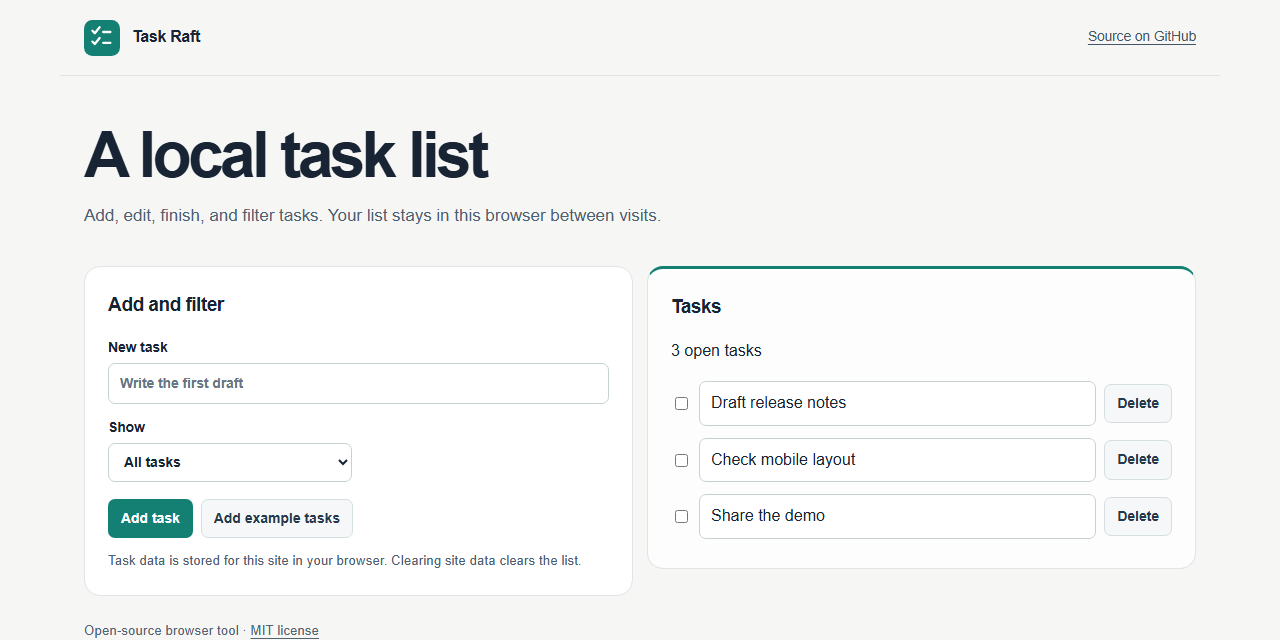 Task Raft
Source on GitHub
A local task list
Add, edit, finish, and filter tasks. Your list stays in this browser between visits.
Add and filter
New task
Write the first draft
Show
All tasks
Add task
Add example tasks
Task data is stored for this site in your browser. Clearing site data clears the list.
Tasks
3 open tasks
Draft release notes
Delete
Check mobile layout
Delete
Share the demo
Delete
Open-source browser tool · MIT license